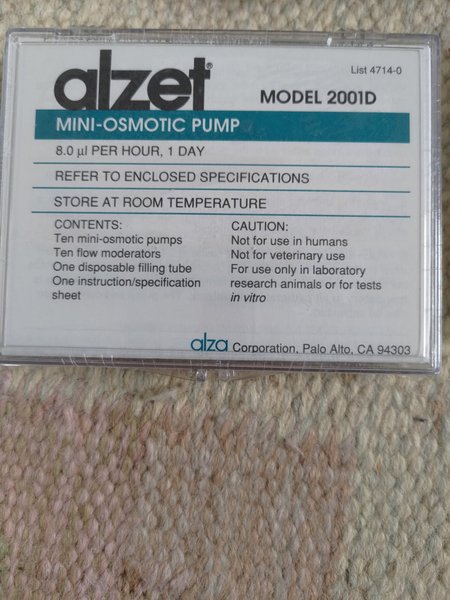 List 4714-0
alzet®
MODEL 2001D
MINI-OSMOTIC PUMP
8.0 µl PER HOUR, 1 DAY
REFER TO ENCLOSED SPECIFICATIONS
STORE AT ROOM TEMPERATURE
CONTENTS:
Ten mini-osmotic pumps
Ten flow moderators
One disposable filling tube
One instruction/specification
sheet
CAUTION:
Not for use in humans
Not for veterinary use
For use only in laboratory
research animals or for tests
in vitro
alza Corporation, Palo Alto, CA 94303